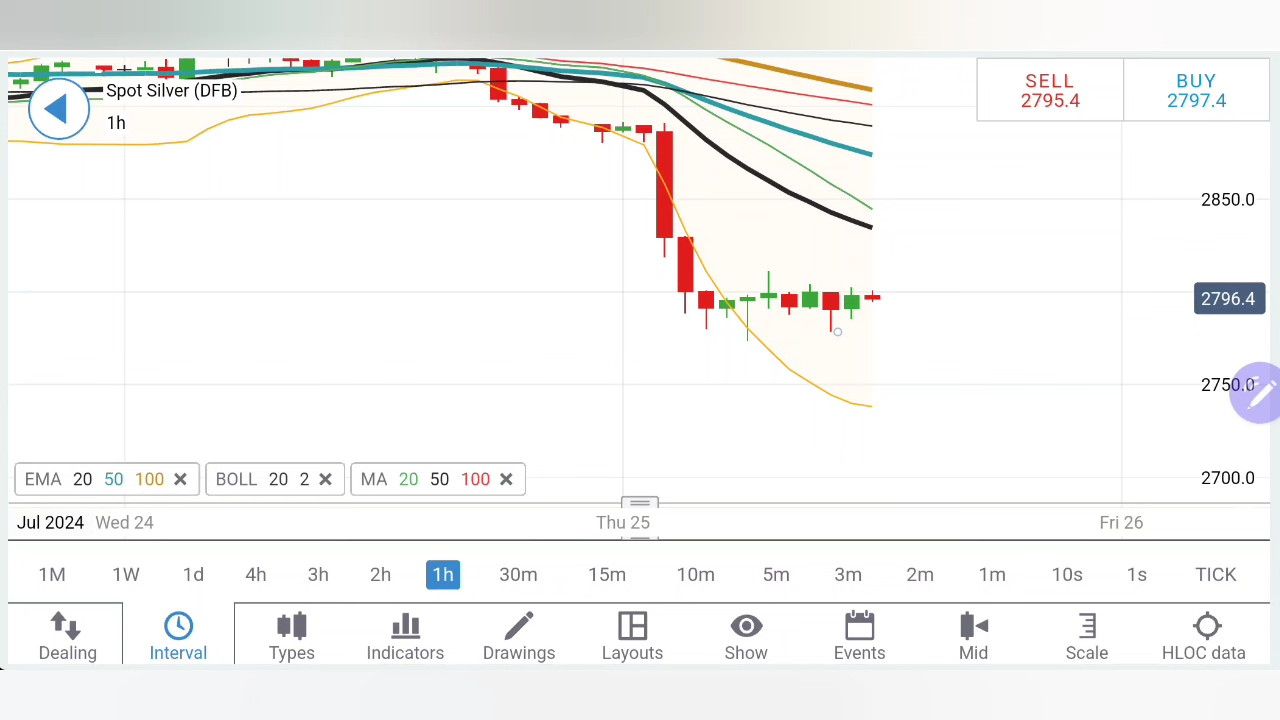 Spot Silver (DFB)
1h
SELL
2795.4
BUY
2797.4
2850.0
2796.4
2750.0
2700.0
EMA 20 50 100
BOLL 20 2
MA 20 50 100
Jul 2024 Wed 24 Thu 25 Fri 26
1M 1W 1d 4h 3h 2h 1h 30m 15m 10m 5m 3m 2m 1m 10s 1s TICK
Dealing Interval Types Indicators Drawings Layouts Show Events Mid Scale HLOC data